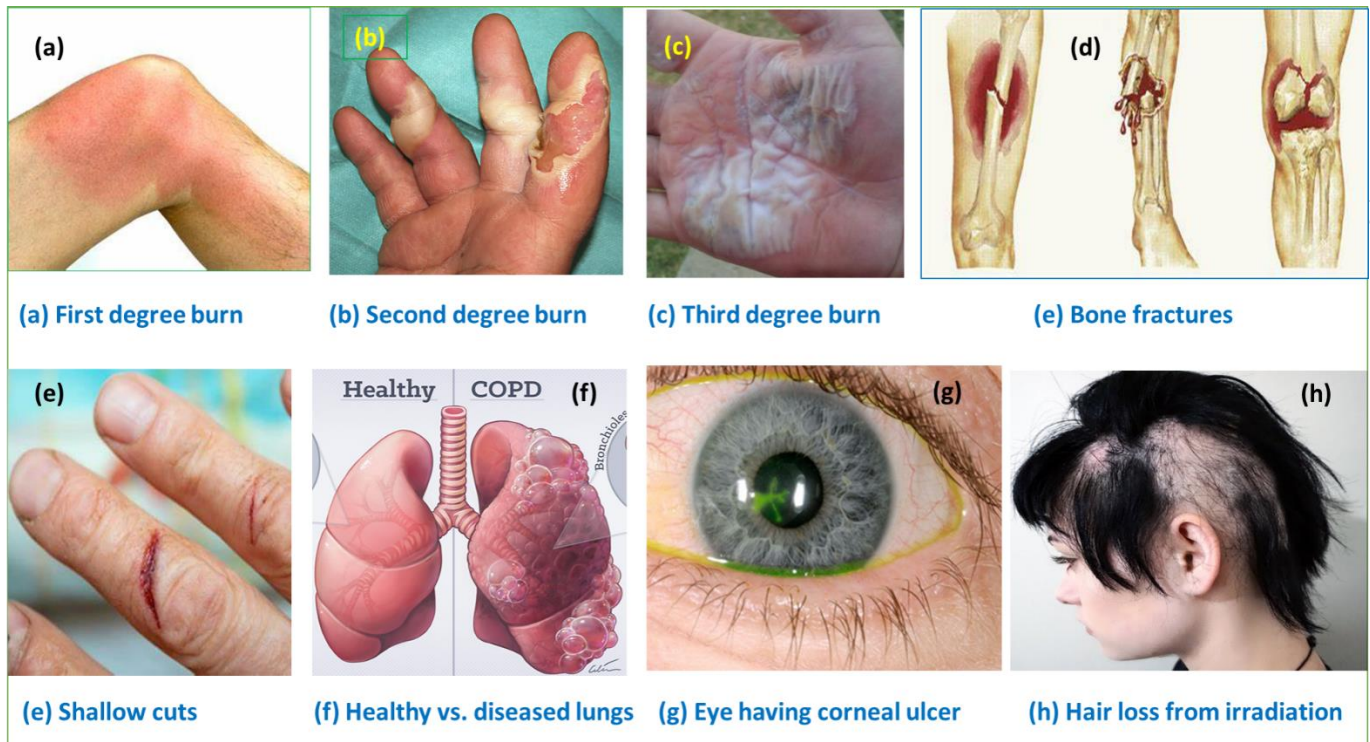 (a)
(b)
(c)
(d)
(a) First degree burn
(b) Second degree burn
(c) Third degree burn
(e) Bone fractures
(e)
Healthy
COPD
(f)
Bronchioles
(g)
(h)
(e) Shallow cuts
(f) Healthy vs. diseased lungs
(g) Eye having corneal ulcer
(h) Hair loss from irradiation